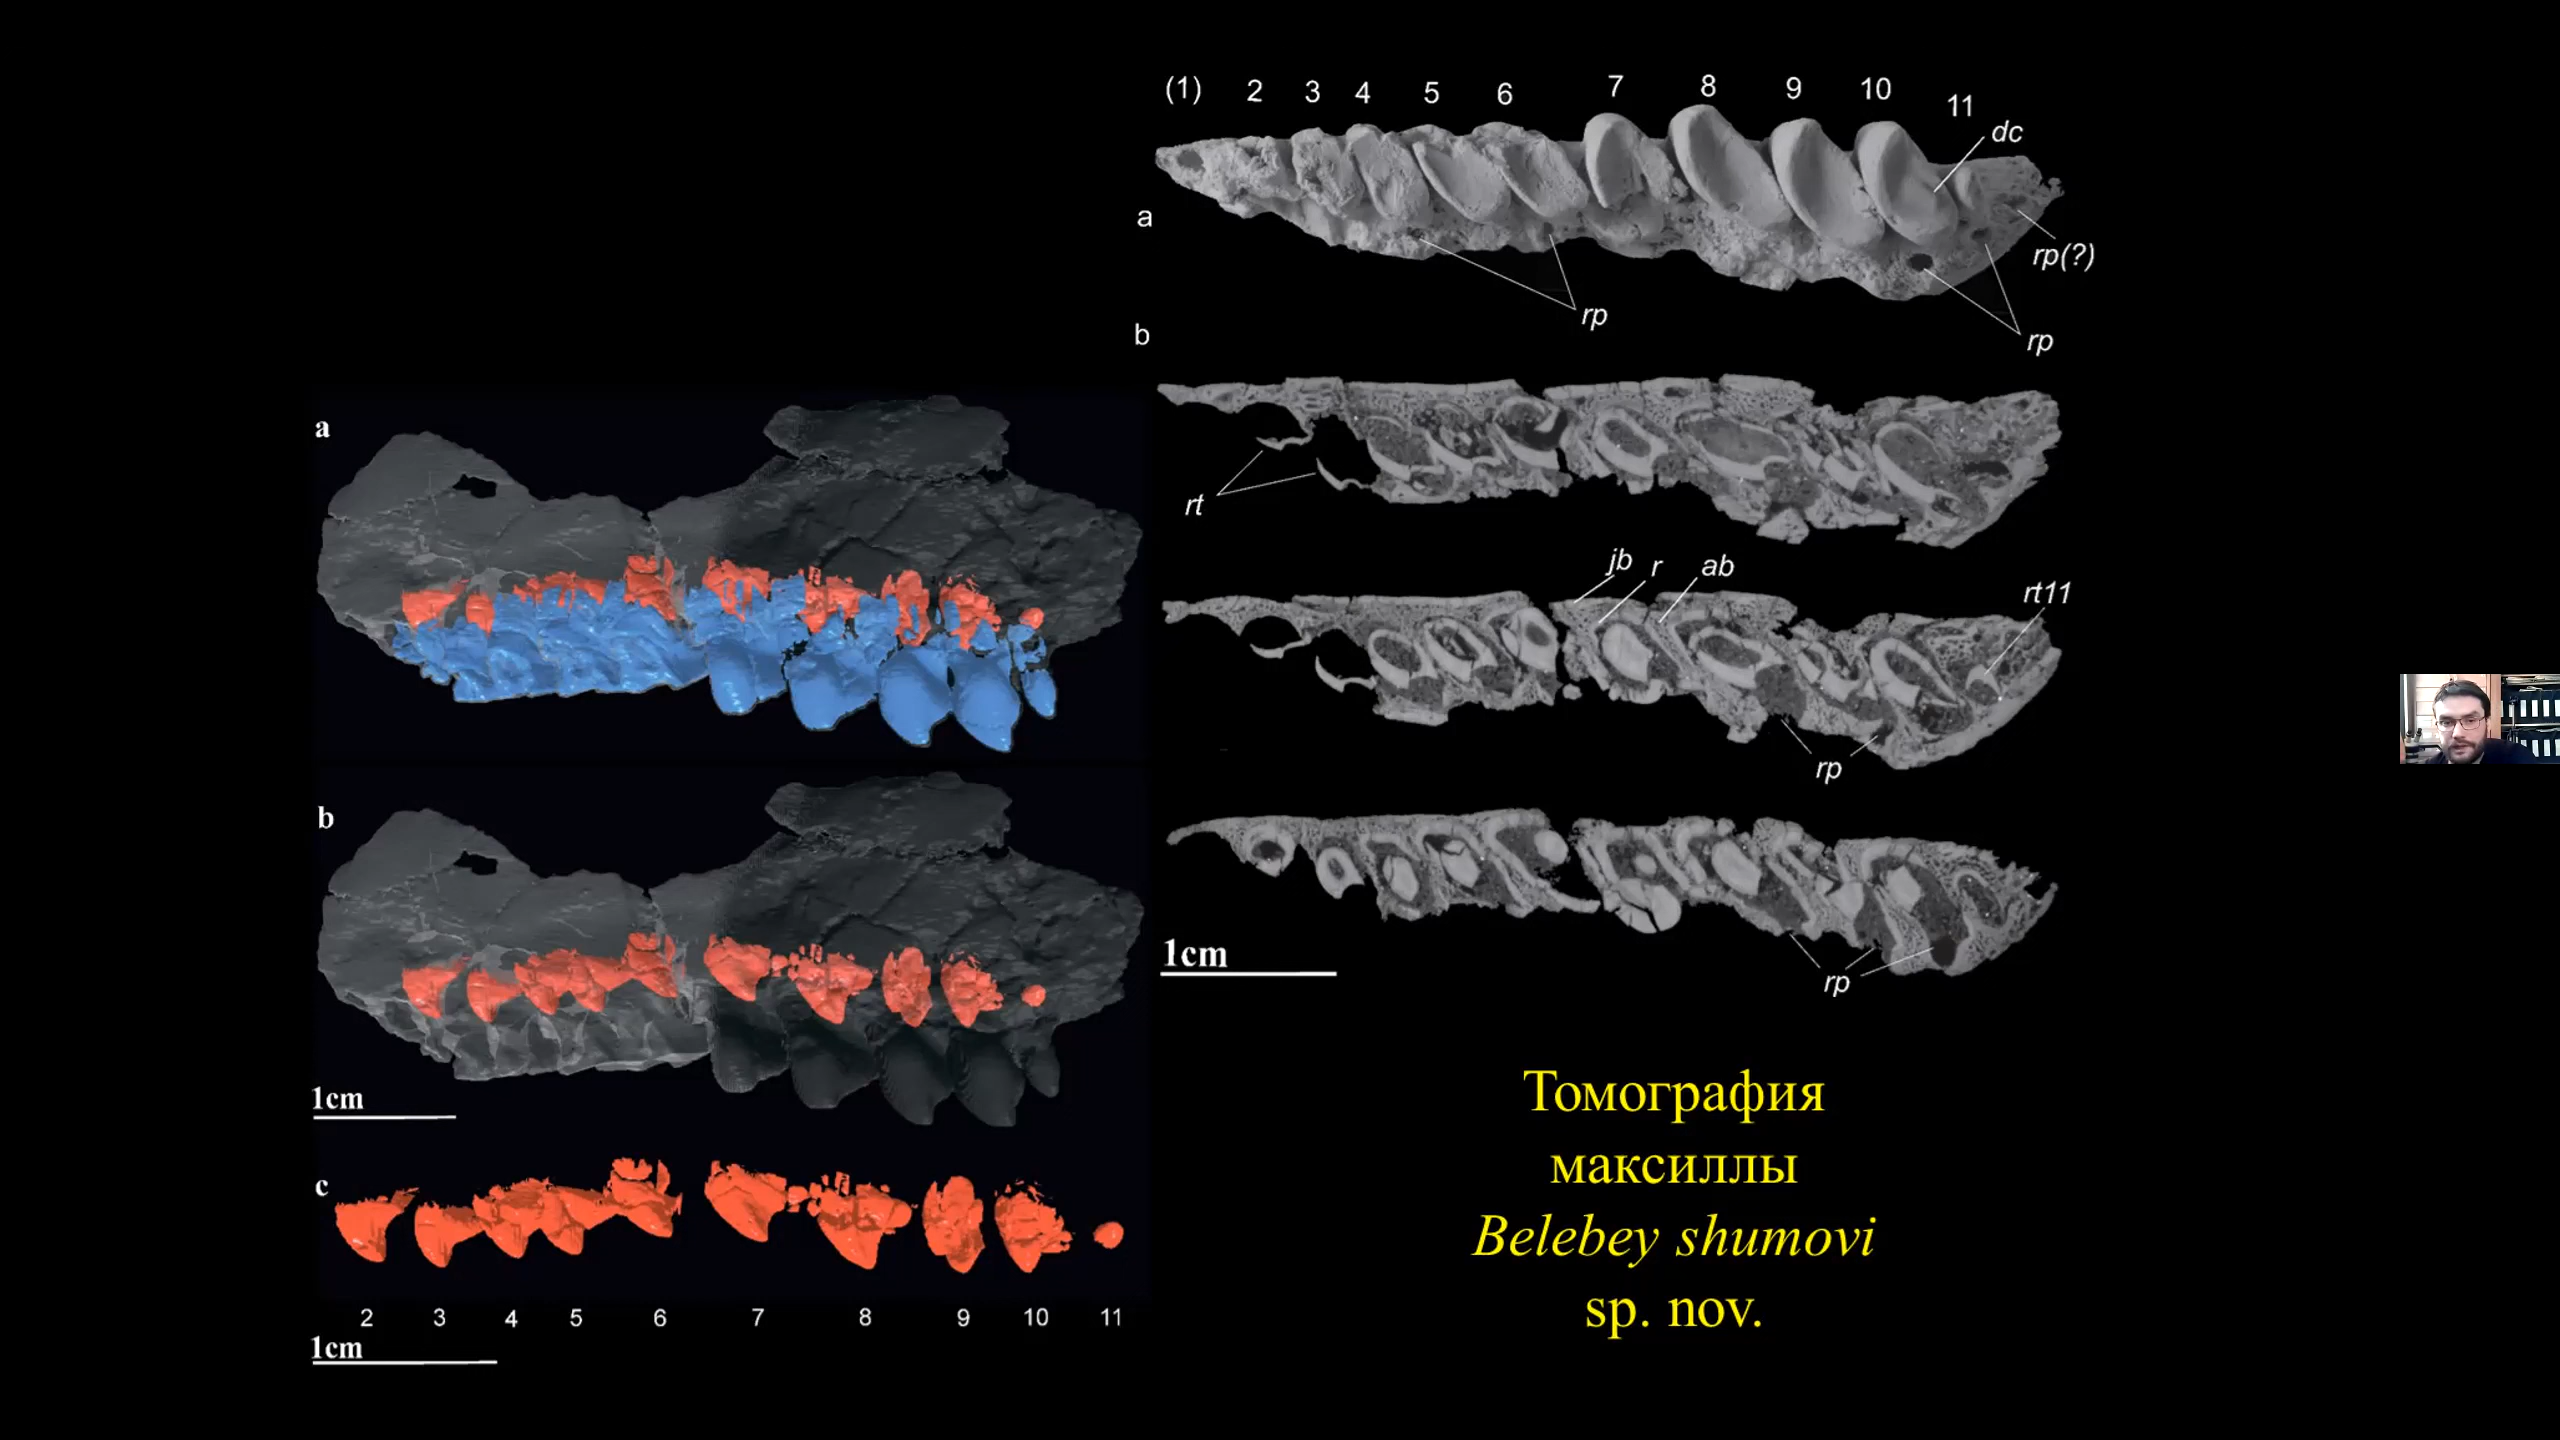 a
b
1cm
c
2 3 4 5 6 7 8 9 10 11
1cm
(1) 2 3 4 5 6 7 8 9 10 11
dc
a
rp(?)
rp
rp
b
rt
jb r ab
rt11
rp
1cm
rp
Томография
максиллы
Belebey shumovi
sp. nov.